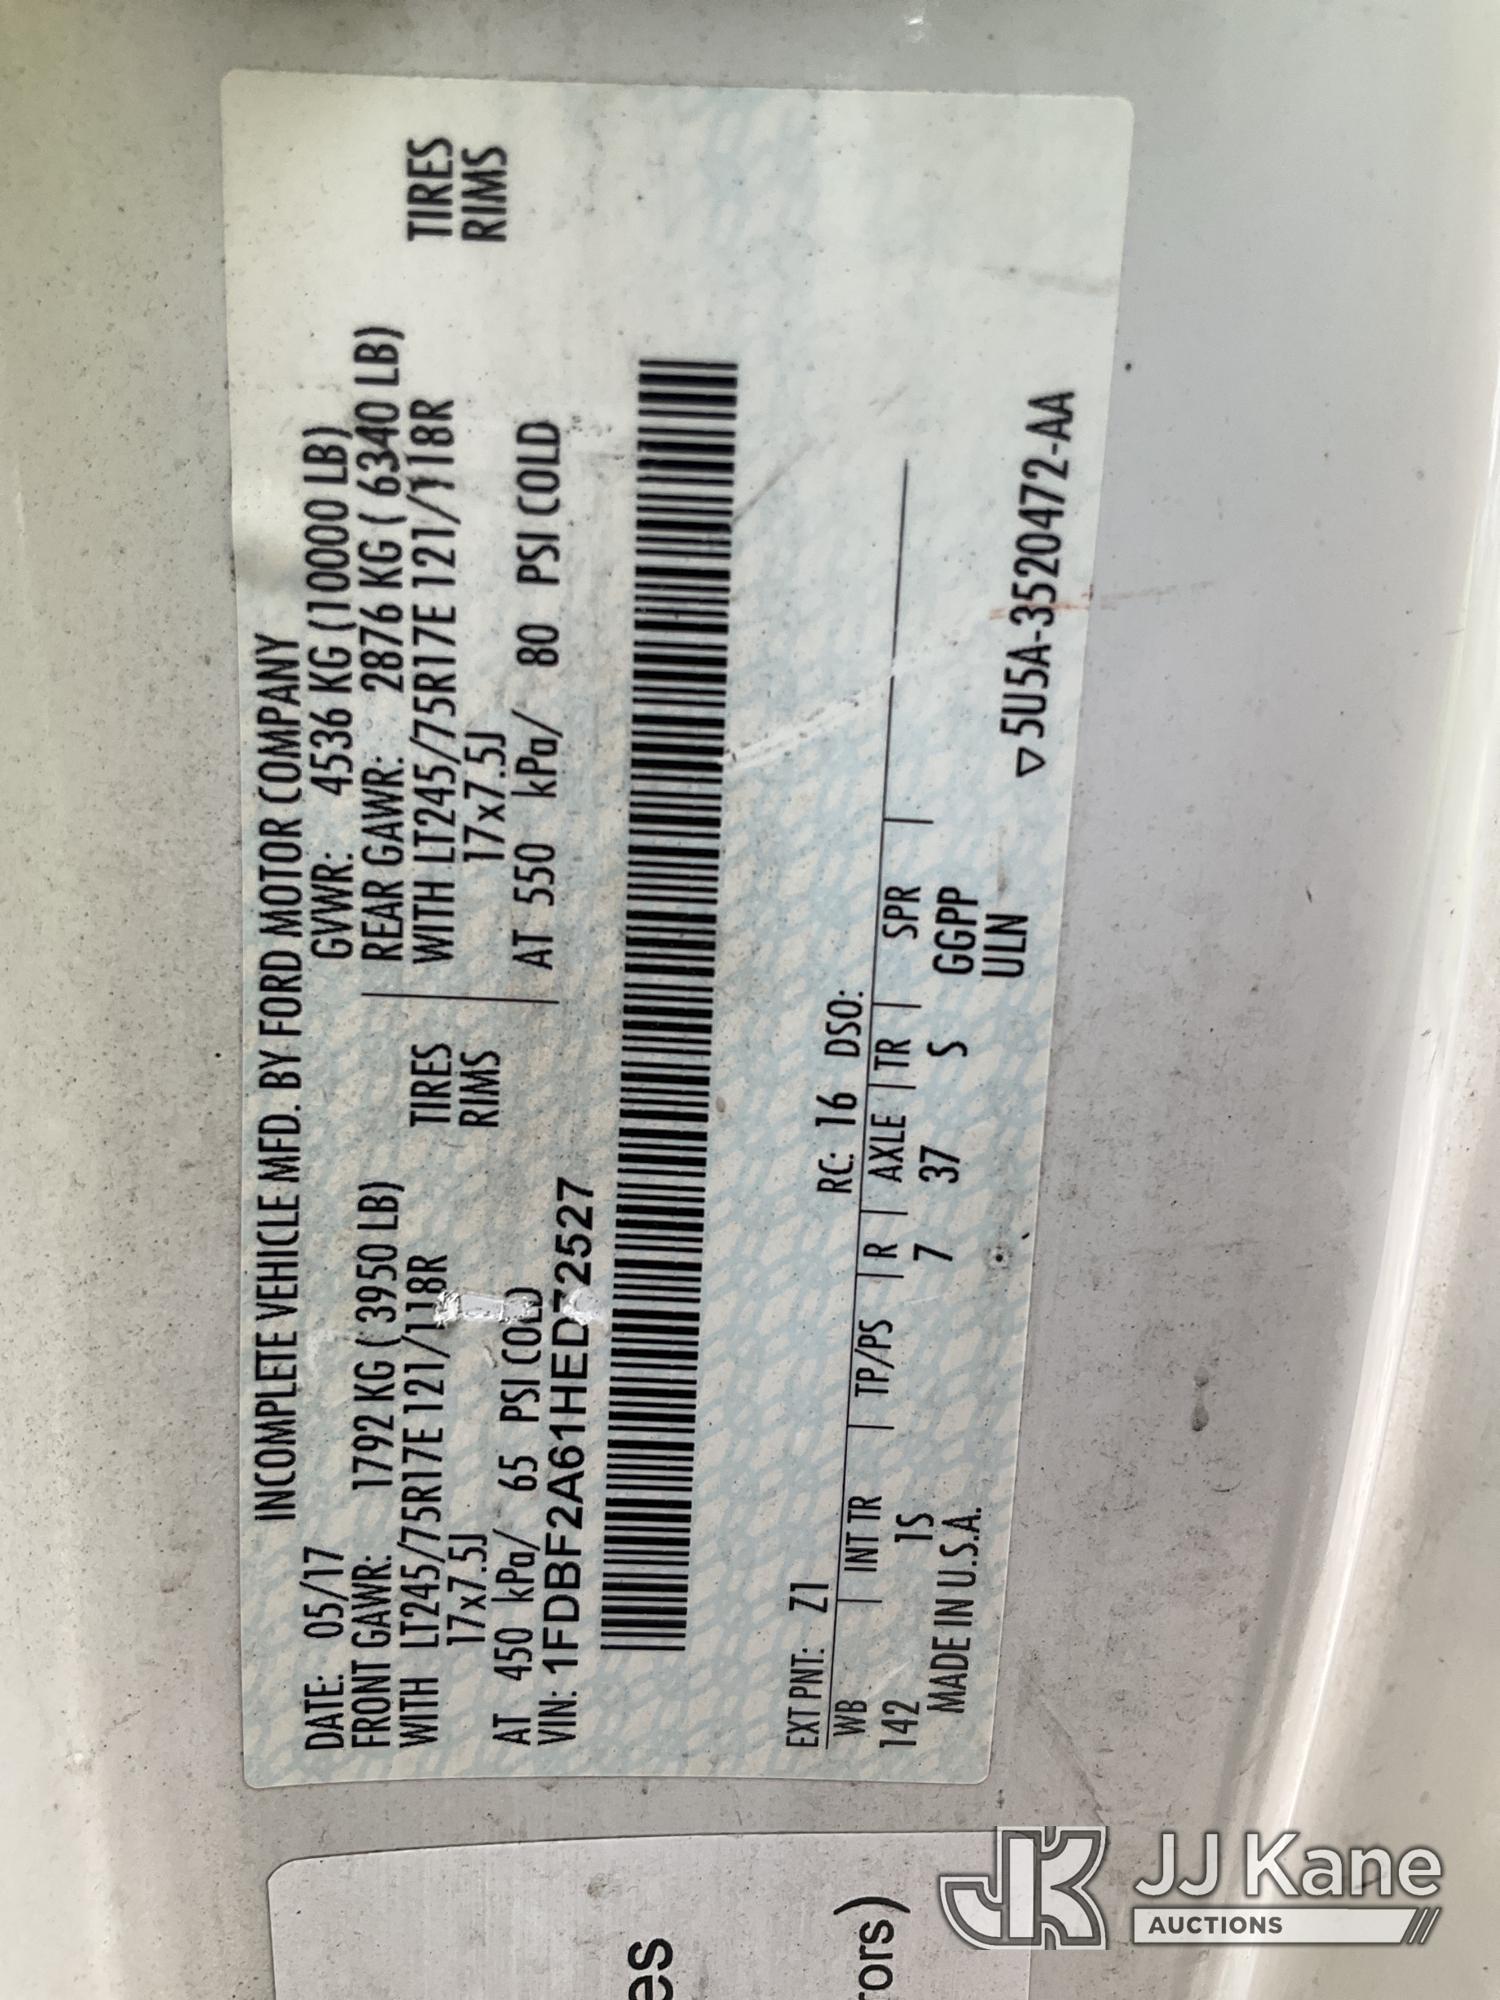 INCOMPLETE VEHICLE MFD. BY FORD MOTOR COMPANY
DATE: 05/17 GVWR: 4536 KG (10000 LB)
FRONT GAWR: 1792 KG ( 3950 LB) REAR GAWR: 2876 KG ( 6340 LB)
WITH LT245/75R17E 121/118R TIRES WITH LT245/75R17E 121/118R TIRES
17x7.5J RIMS 17x7.5J RIMS
AT 450 kPa/ 65 PSI COLD AT 550 kPa/ 80 PSI COLD
VIN: 1FDBF2A61HED72527
EXT PNT: Z1 RC: 16 DSO:
WB | INT TR | TP/PS | R | AXLE | TR | SPR |
142 1S 7 37 S GGPP
MADE IN U.S.A. ULN
▽5U5A-3520472-AA
es
rors)
JK JJ Kane
AUCTIONS